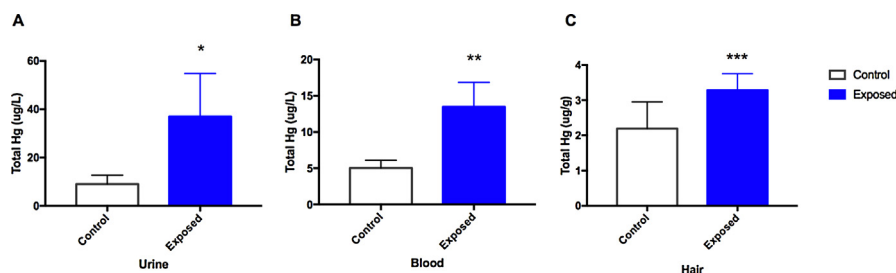 A
Total Hg (ug/L)
60
40
20
0
*
Control
Exposed
Urine
B
Total Hg (ug/L)
20
15
10
5
0
**
Control
Exposed
Blood
C
Total Hg (ug/g)
4
3
2
1
0
***
Control
Exposed
Hair
Control
Exposed